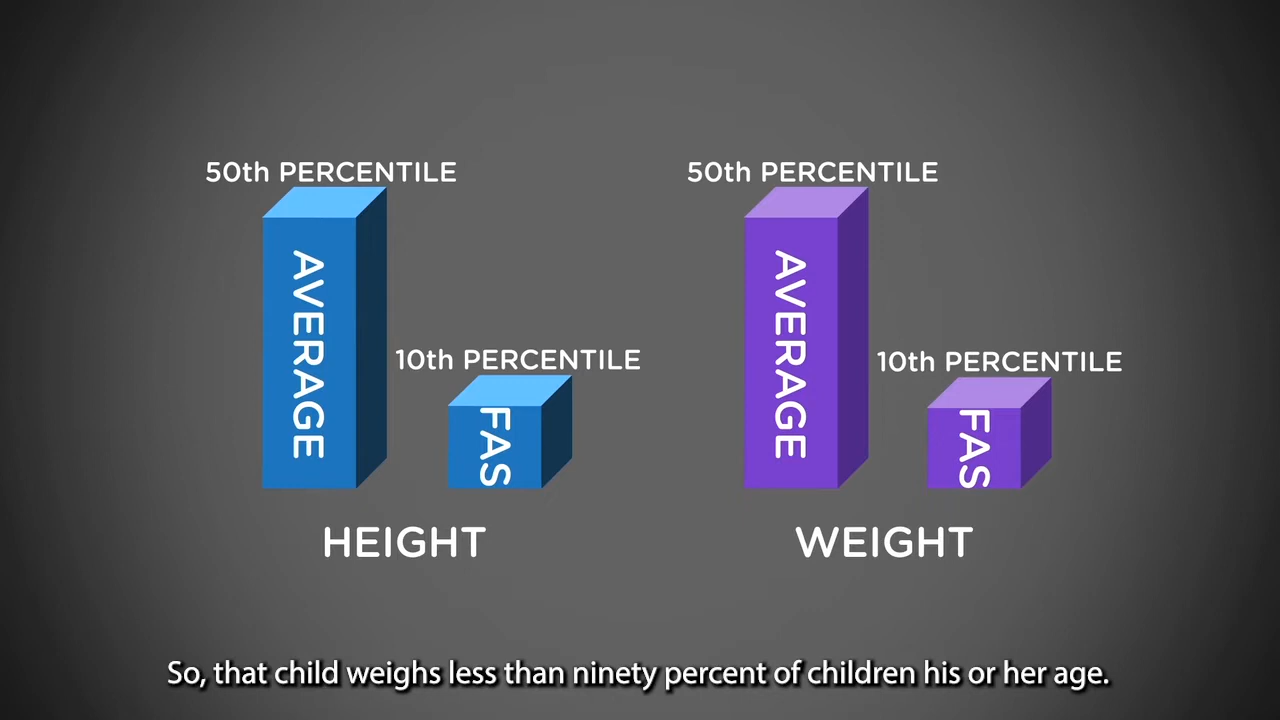 50th PERCENTILE
AVERAGE
10th PERCENTILE
FAS
HEIGHT
50th PERCENTILE
AVERAGE
10th PERCENTILE
FAS
WEIGHT
So, that child weighs less than ninety percent of children his or her age.